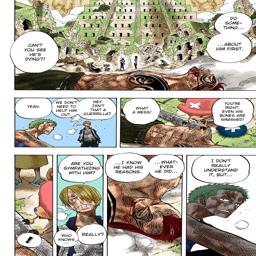 DO
SOME-
THING...
...ABOUT
HIM FIRST.
CAN'T
YOU SEE
HE'S
DYING?!
YEAH.
WE DON'T
NEED TO
HELP HIM
OUT.
HEY.
ISN'T
THAT A
GUERRILLA?
WHAT
A MESS!
YOU'RE
RIGHT!
EVEN HIS
BONES ARE
SMASHED!
ARE YOU
SYMPATHIZING
WITH HIM?
WHO
KNOWS.
REALLY?
...I KNOW
HE HAD HIS
REASONS.
WHAT-
EVER
HE DID...
I DON'T
REALLY
UNDERSTAND
IT, BUT...